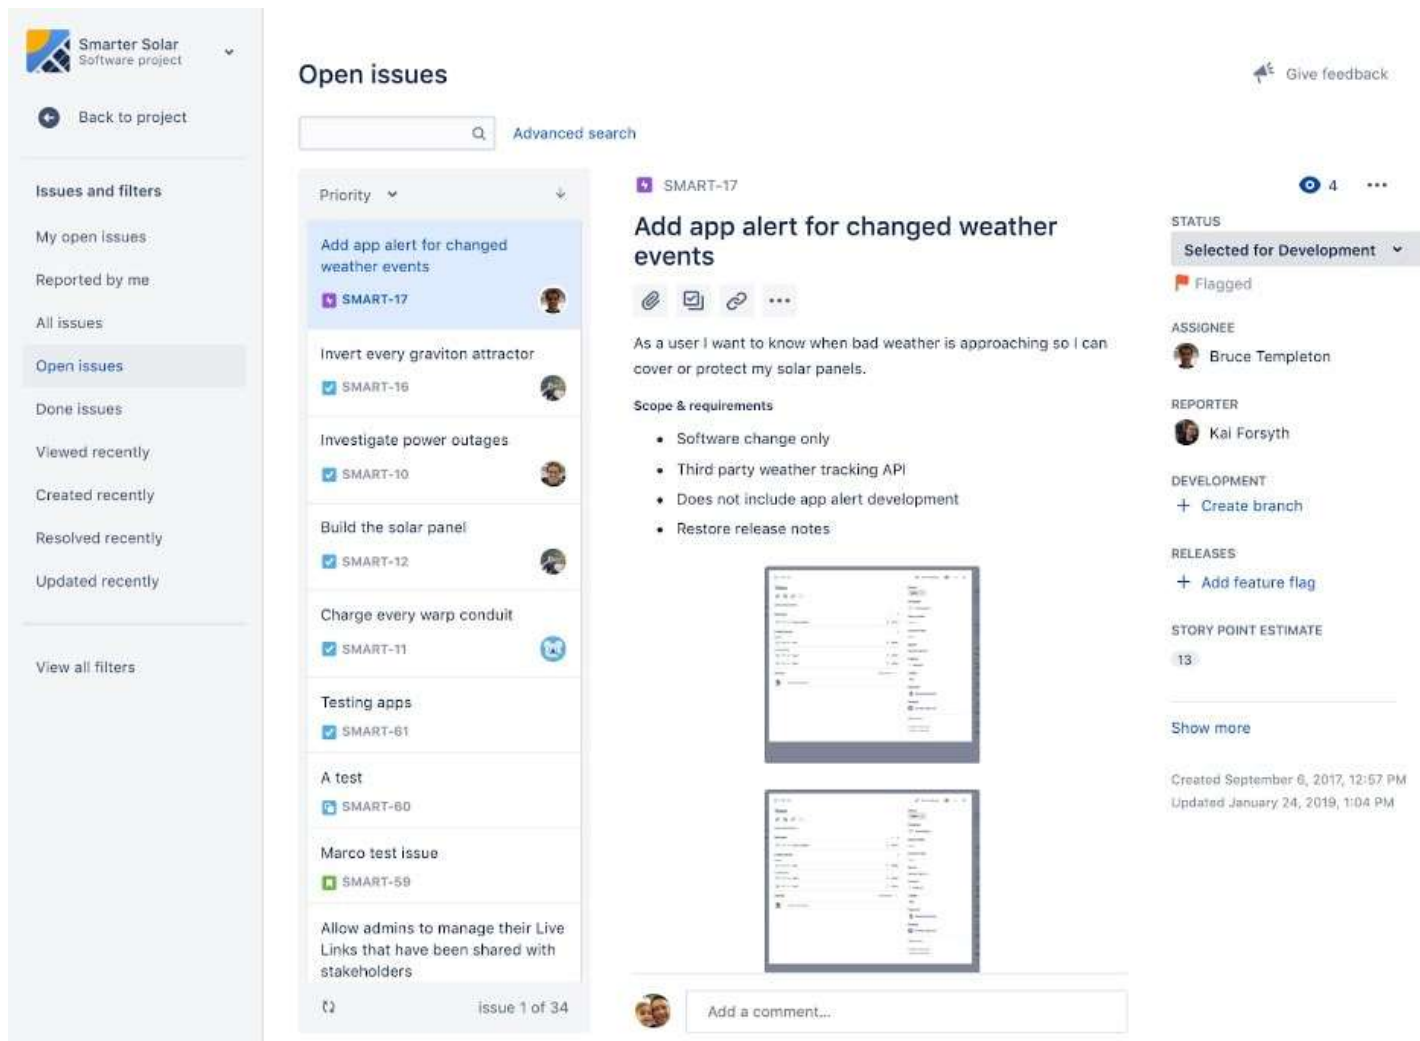 Smarter Solar
Software project
Back to project
Issues and filters
My open issues
Reported by me
All issues
Open issues
Done issues
Viewed recently
Created recently
Resolved recently
Updated recently
View all filters
Open issues
Give feedback
Advanced search
Priority
Add app alert for changed
weather events
SMART-17
Invert every graviton attractor
SMART-16
Investigate power outages
SMART-10
Build the solar panel
SMART-12
Charge every warp conduit
SMART-11
Testing apps
SMART-61
A test
SMART-60
Marco test issue
SMART-59
Allow admins to manage their Live
Links that have been shared with
stakeholders
issue 1 of 34
SMART-17
4
Add app alert for changed weather
events
As a user I want to know when bad weather is approaching so I can
cover or protect my solar panels.
Scope & requirements
• Software change only
• Third party weather tracking API
• Does not include app alert development
• Restore release notes
Add a comment...
STATUS
Selected for Development
Flagged
ASSIGNEE
Bruce Templeton
REPORTER
Kai Forsyth
DEVELOPMENT
+ Create branch
RELEASES
+ Add feature flag
STORY POINT ESTIMATE
13
Show more
Created September 6, 2017, 12:57 PM
Updated January 24, 2019, 1:04 PM